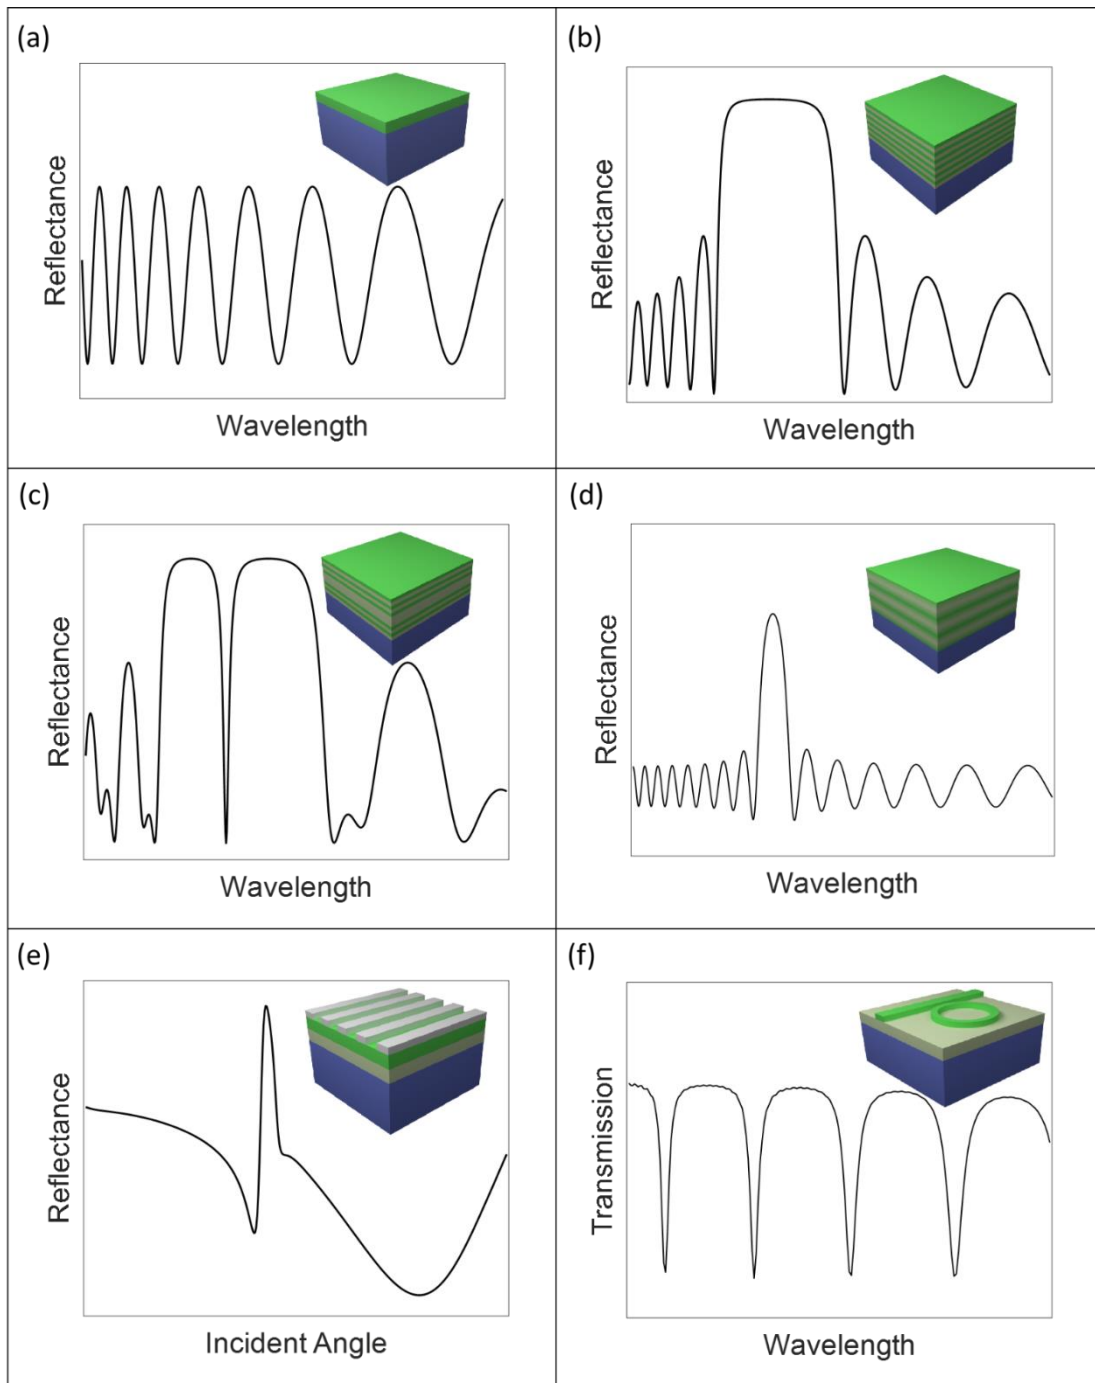 (a)
Reflectance
Wavelength
(b)
Reflectance
Wavelength
(c)
Reflectance
Wavelength
(d)
Reflectance
Wavelength
(e)
Reflectance
Incident Angle
(f)
Transmission
Wavelength